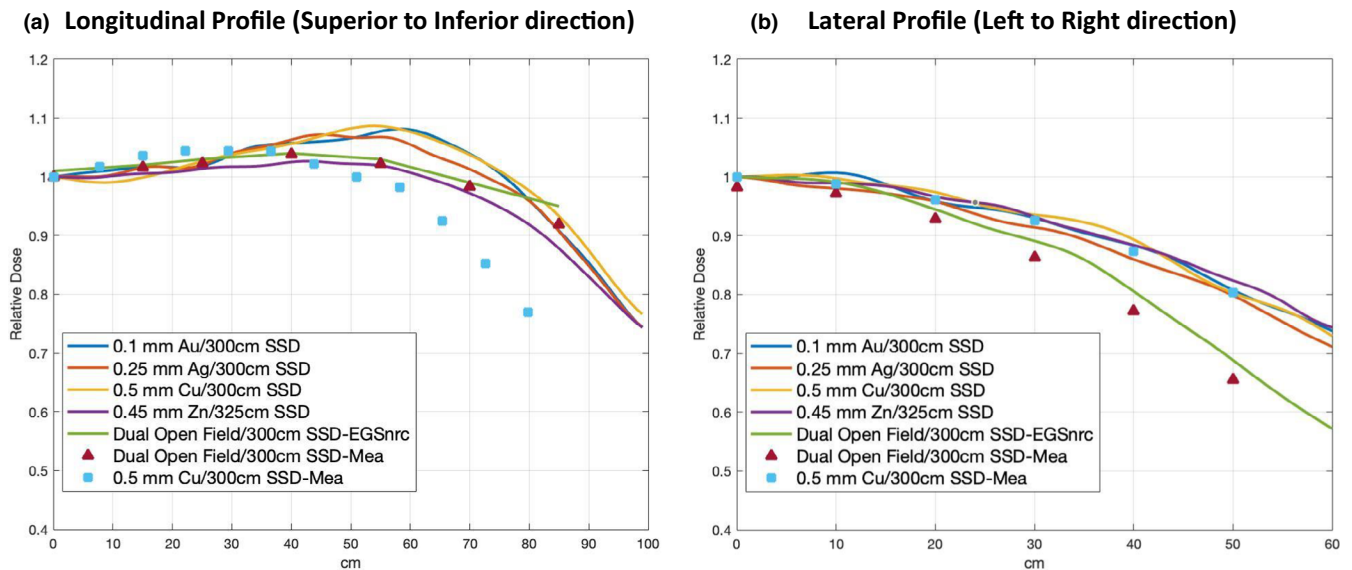 (a) Longitudinal Profile (Superior to Inferior direction)
1.2
1.1
1
0.9
0.8
0.7
0.6
0.5
0.4
Relative Dose
0.1 mm Au/300cm SSD
0.25 mm Ag/300cm SSD
0.5 mm Cu/300cm SSD
0.45 mm Zn/325cm SSD
Dual Open Field/300cm SSD-EGSnrc
Dual Open Field/300cm SSD-Mea
0.5 mm Cu/300cm SSD-Mea
0 10 20 30 40 50 60 70 80 90 100
cm
(b) Lateral Profile (Left to Right direction)
1.2
1.1
1
0.9
0.8
0.7
0.6
0.5
0.4
Relative Dose
0.1 mm Au/300cm SSD
0.25 mm Ag/300cm SSD
0.5 mm Cu/300cm SSD
0.45 mm Zn/325cm SSD
Dual Open Field/300cm SSD-EGSnrc
Dual Open Field/300cm SSD-Mea
0.5 mm Cu/300cm SSD-Mea
0 10 20 30 40 50 60
cm